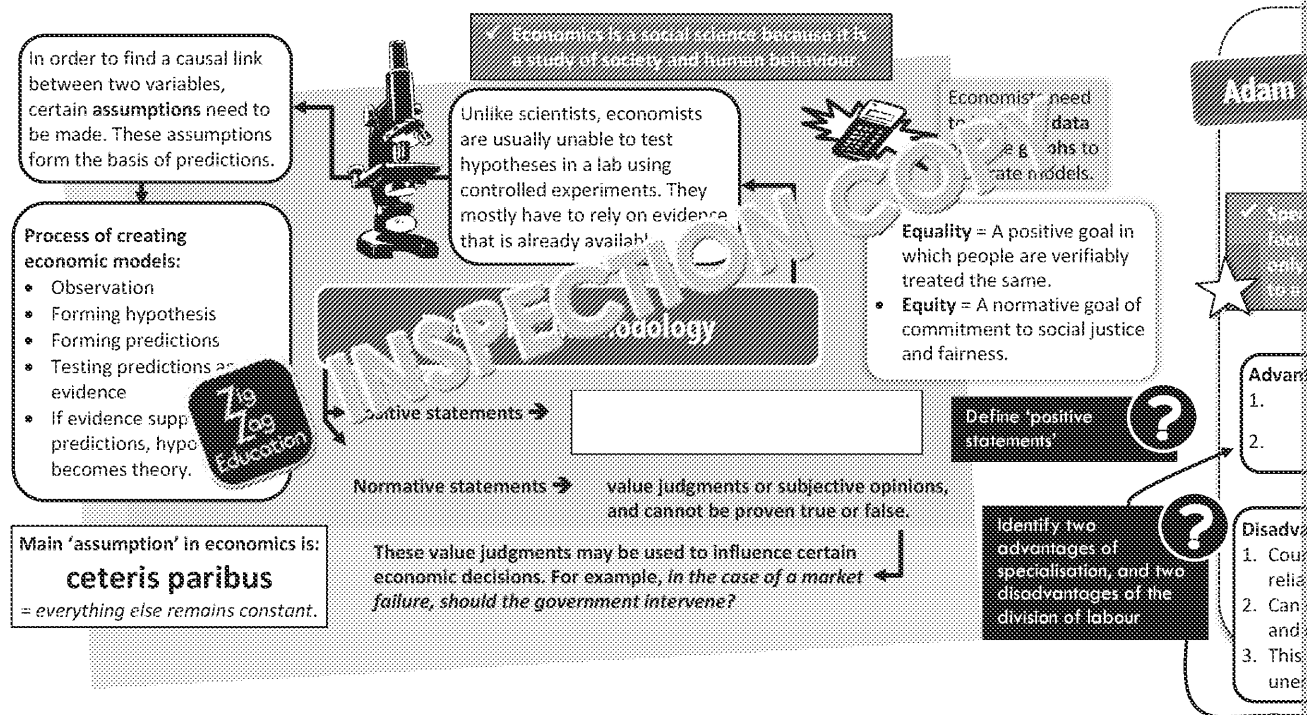 ✓ Economics is a social science because it is
a study of society and human behaviour.
In order to find a causal link
between two variables,
certain assumptions need to
be made. These assumptions
form the basis of predictions.
Unlike scientists, economists
are usually unable to test
hypotheses in a lab using
controlled experiments. They
mostly have to rely on evidence
that is already
Economists need
data
to
models.
Adam
Process of creating
economic models:
• Observation
• Forming hypothesis
• Forming predictions
• Testing predictions
evidence
• If evidence
predictions,
becomes theory.
Zig
Zag
Education
INSPECTION COPY
Equality = A positive goal in
which people are verifiably
treated the same.
• Equity = A normative goal of
commitment to social justice
and fairness.
statements →
Define 'positive
statements'
?
Normative statements → value judgments or subjective opinions,
and cannot be proven true or false.
These value judgments may be used to influence certain
economic decisions. For example, in the case of a market
failure, should the government intervene?
Main 'assumption' in economics is:
ceteris paribus
= everything else remains constant.
Identify two
advantages of
specialisation, and two
disadvantages of the
division of labour
?
1.
2.
1.
2. Can
and
3. This